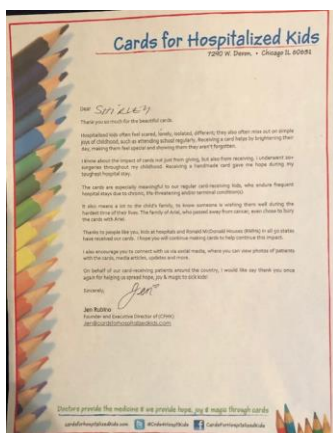 Cards for Hospitalized Kids
7290 W. Devon. • Chicago IL 60631
Dear Shirley
Thank you so much for the beautiful cards.
Hospitalized kids often feel scared, lonely, isolated, different; they also often miss out on simple
joys of childhood, such as attending school regularly. Receiving a card helps by brightening their
day, making them feel special and showing them they aren't forgotten.
I know about the impact of cards not just from giving, but also from receiving. I underwent
surgeries throughout my childhood. Receiving a handmade card gave me hope during my
toughest hospital stay.
The cards are especially meaningful to our regular card-receiving kids, who endure frequent
hospital stays due to chronic, life-threatening and/or terminal condition(s).
It also means a lot to the child's family, to know someone is wishing them well during the
hardest time of their lives. The family of Ariel, who passed away from cancer, even chose to bury
the cards with Ariel.
Thanks to people like you, kids at hospitals and Ronald McDonald Houses in all 50 states
have received our cards. I hope you will continue making cards to help continue this impact.
I also encourage you to connect with us via social media, where you can view photos of patients
with the cards, media articles, updates and more.
On behalf of our card-receiving patients around the country, I would like say thank you once
again for helping us spread hope, joy & magic to sick kids!
Sincerely,
Jen
Jen Rubino
Founder and Executive Director of (CFHK)
Jen@cardsforhospitalizedkids.com
Doctors provide the medicine & we provide hope, joy & magic through cards
cardsforhospitalizedkids.com
@Cards4HospitKids
CardsForHospitalizedKids